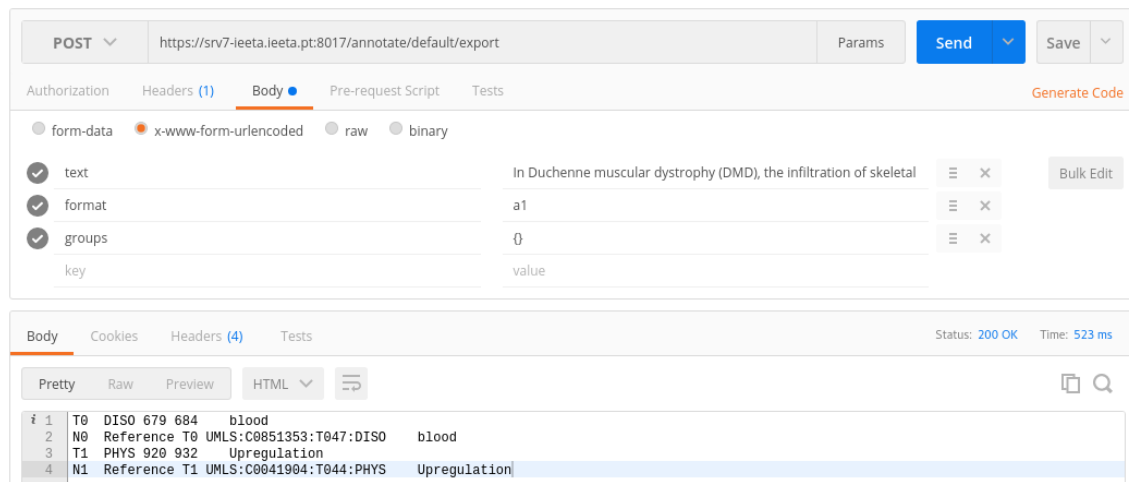 POST https://srv7-ieeta.ieeta.pt:8017/annotate/default/export Params Send Save
Authorization Headers (1) Body Pre-request Script Tests Generate Code
form-data x-www-form-urlencoded raw binary
text In Duchenne muscular dystrophy (DMD), the infiltration of skeletal Bulk Edit
format a1
groups {}
key value
Body Cookies Headers (4) Tests Status: 200 OK Time: 523 ms
Pretty Raw Preview HTML
i 1 T0 DISO 679 684 blood
2 N0 Reference T0 UMLS:C0851353:T047:DISO blood
3 T1 PHYS 920 932 Upregulation
4 N1 Reference T1 UMLS:C0041904:T044:PHYS Upregulation